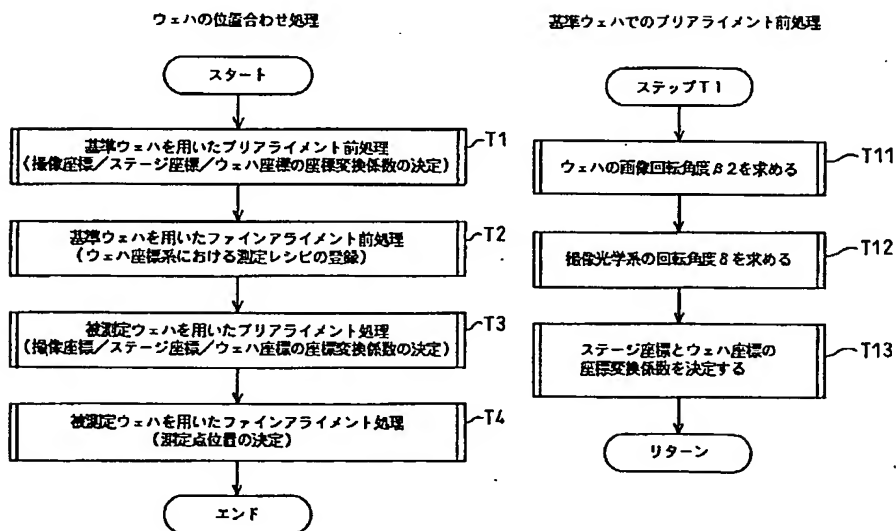 ウェハの位置合わせ処理
スタート
基準ウェハを用いたプリアライメント前処理
(撮像座標/ステージ座標/ウェハ座標の座標変換係数の決定)
T1
基準ウェハを用いたファインアライメント前処理
(ウェハ座標系における測定レシピの登録)
T2
被測定ウェハを用いたプリアライメント処理
(撮像座標/ステージ座標/ウェハ座標の座標変換係数の決定)
T3
被測定ウェハを用いたファインアライメント処理
(測定点位置の決定)
T4
エンド
基準ウェハでのプリアライメント前処理
ステップT1
ウェハの画像回転角度β2を求める
T11
撮像光学系の回転角度δを求める
T12
ステージ座標とウェハ座標の
座標変換係数を決定する
T13
リターン